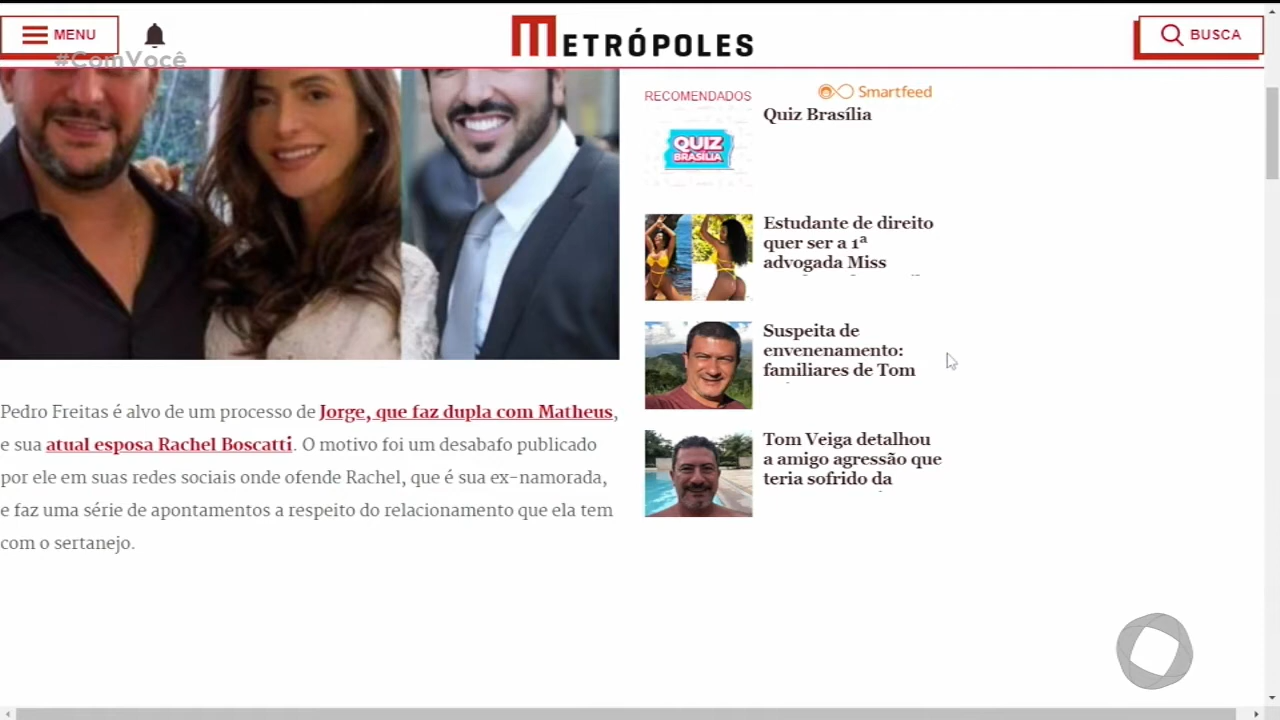 MENU
METRÓPOLES
BUSCA
#ComVocê
RECOMENDADOS
Smartfeed
Quiz Brasília
QUIZ
BRASÍLIA
Estudante de direito
quer ser a 1ª
advogada Miss
Suspeita de
envenenamento:
familiares de Tom
Tom Veiga detalhou
a amigo agressão que
teria sofrido da
Pedro Freitas é alvo de um processo de Jorge, que faz dupla com Matheus,
e sua atual esposa Rachel Boscatti. O motivo foi um desabafo publicado
por ele em suas redes sociais onde ofende Rachel, que é sua ex-namorada,
e faz uma série de apontamentos a respeito do relacionamento que ela tem
com o sertanejo.